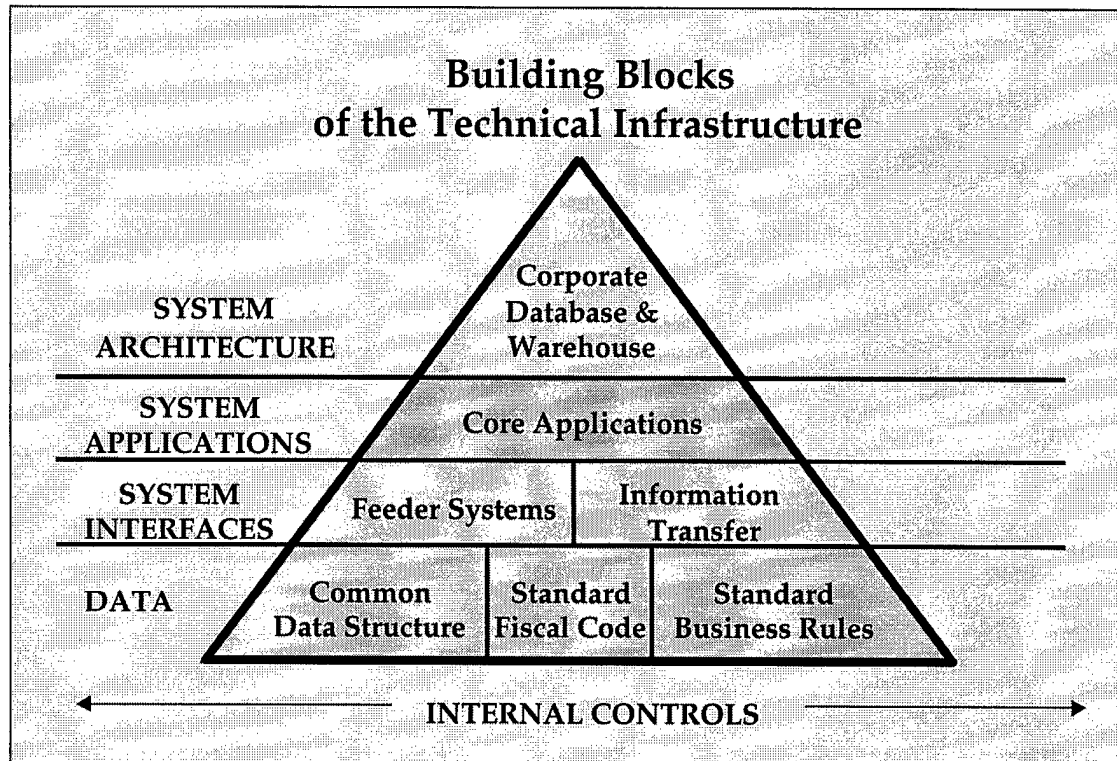 Building Blocks
of the Technical Infrastructure
SYSTEM
ARCHITECTURE
Corporate
Database &
Warehouse
SYSTEM
APPLICATIONS
Core Applications
SYSTEM
INTERFACES
Feeder Systems
Information
Transfer
DATA
Common
Data Structure
Standard
Fiscal Code
Standard
Business Rules
INTERNAL CONTROLS